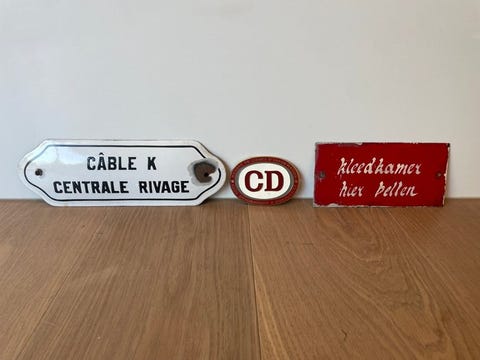 CÂBLE K
CENTRALE RIVAGE
CD
kleedkamer
hier bellen